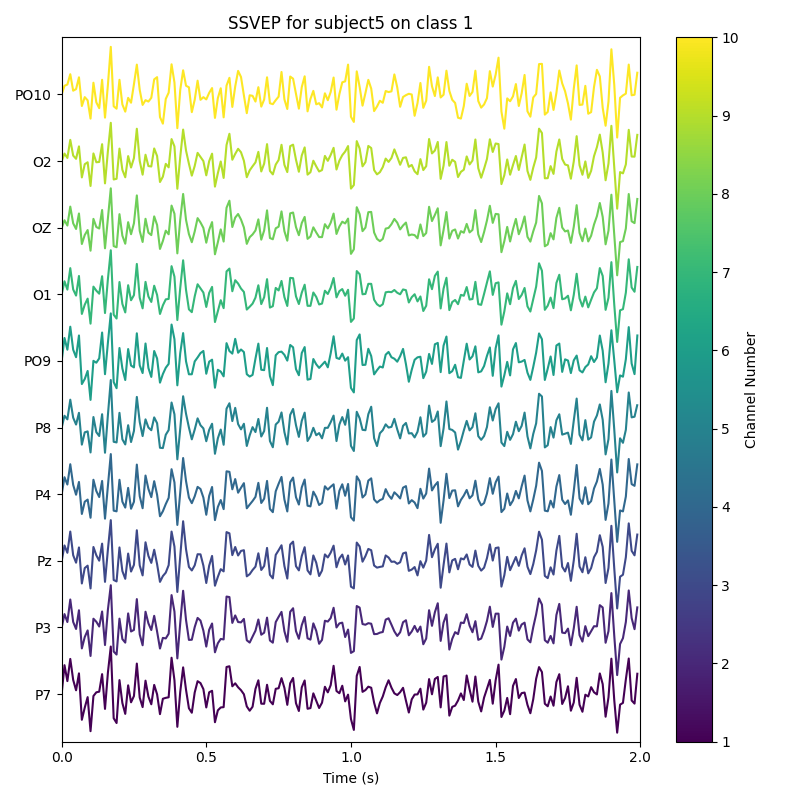 SSVEP for subject5 on class 1
PO10
O2
OZ
O1
PO9
P8
P4
Pz
P3
P7
0.0 0.5 1.0 1.5 2.0
Time (s)
10
9
8
7
6
5
4
3
2
1
Channel Number